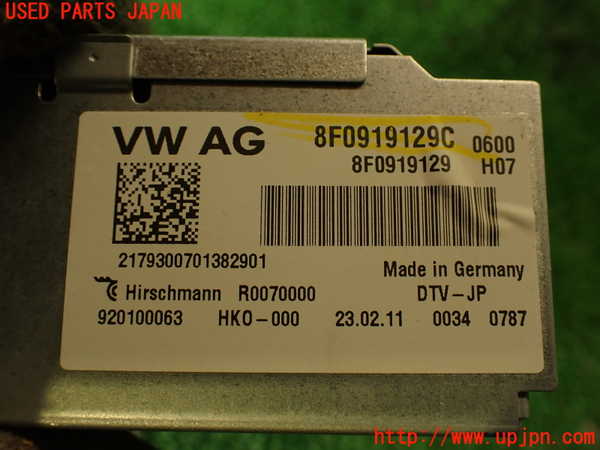 USED PARTS JAPAN
VW AG 8F0919129C 0600
8F0919129 H07
2179300701382901 Made in Germany
Hirschmann R0070000 DTV-JP
920100063 HKO-000 23.02.11 0034 0787
http://www.upjpn.com/